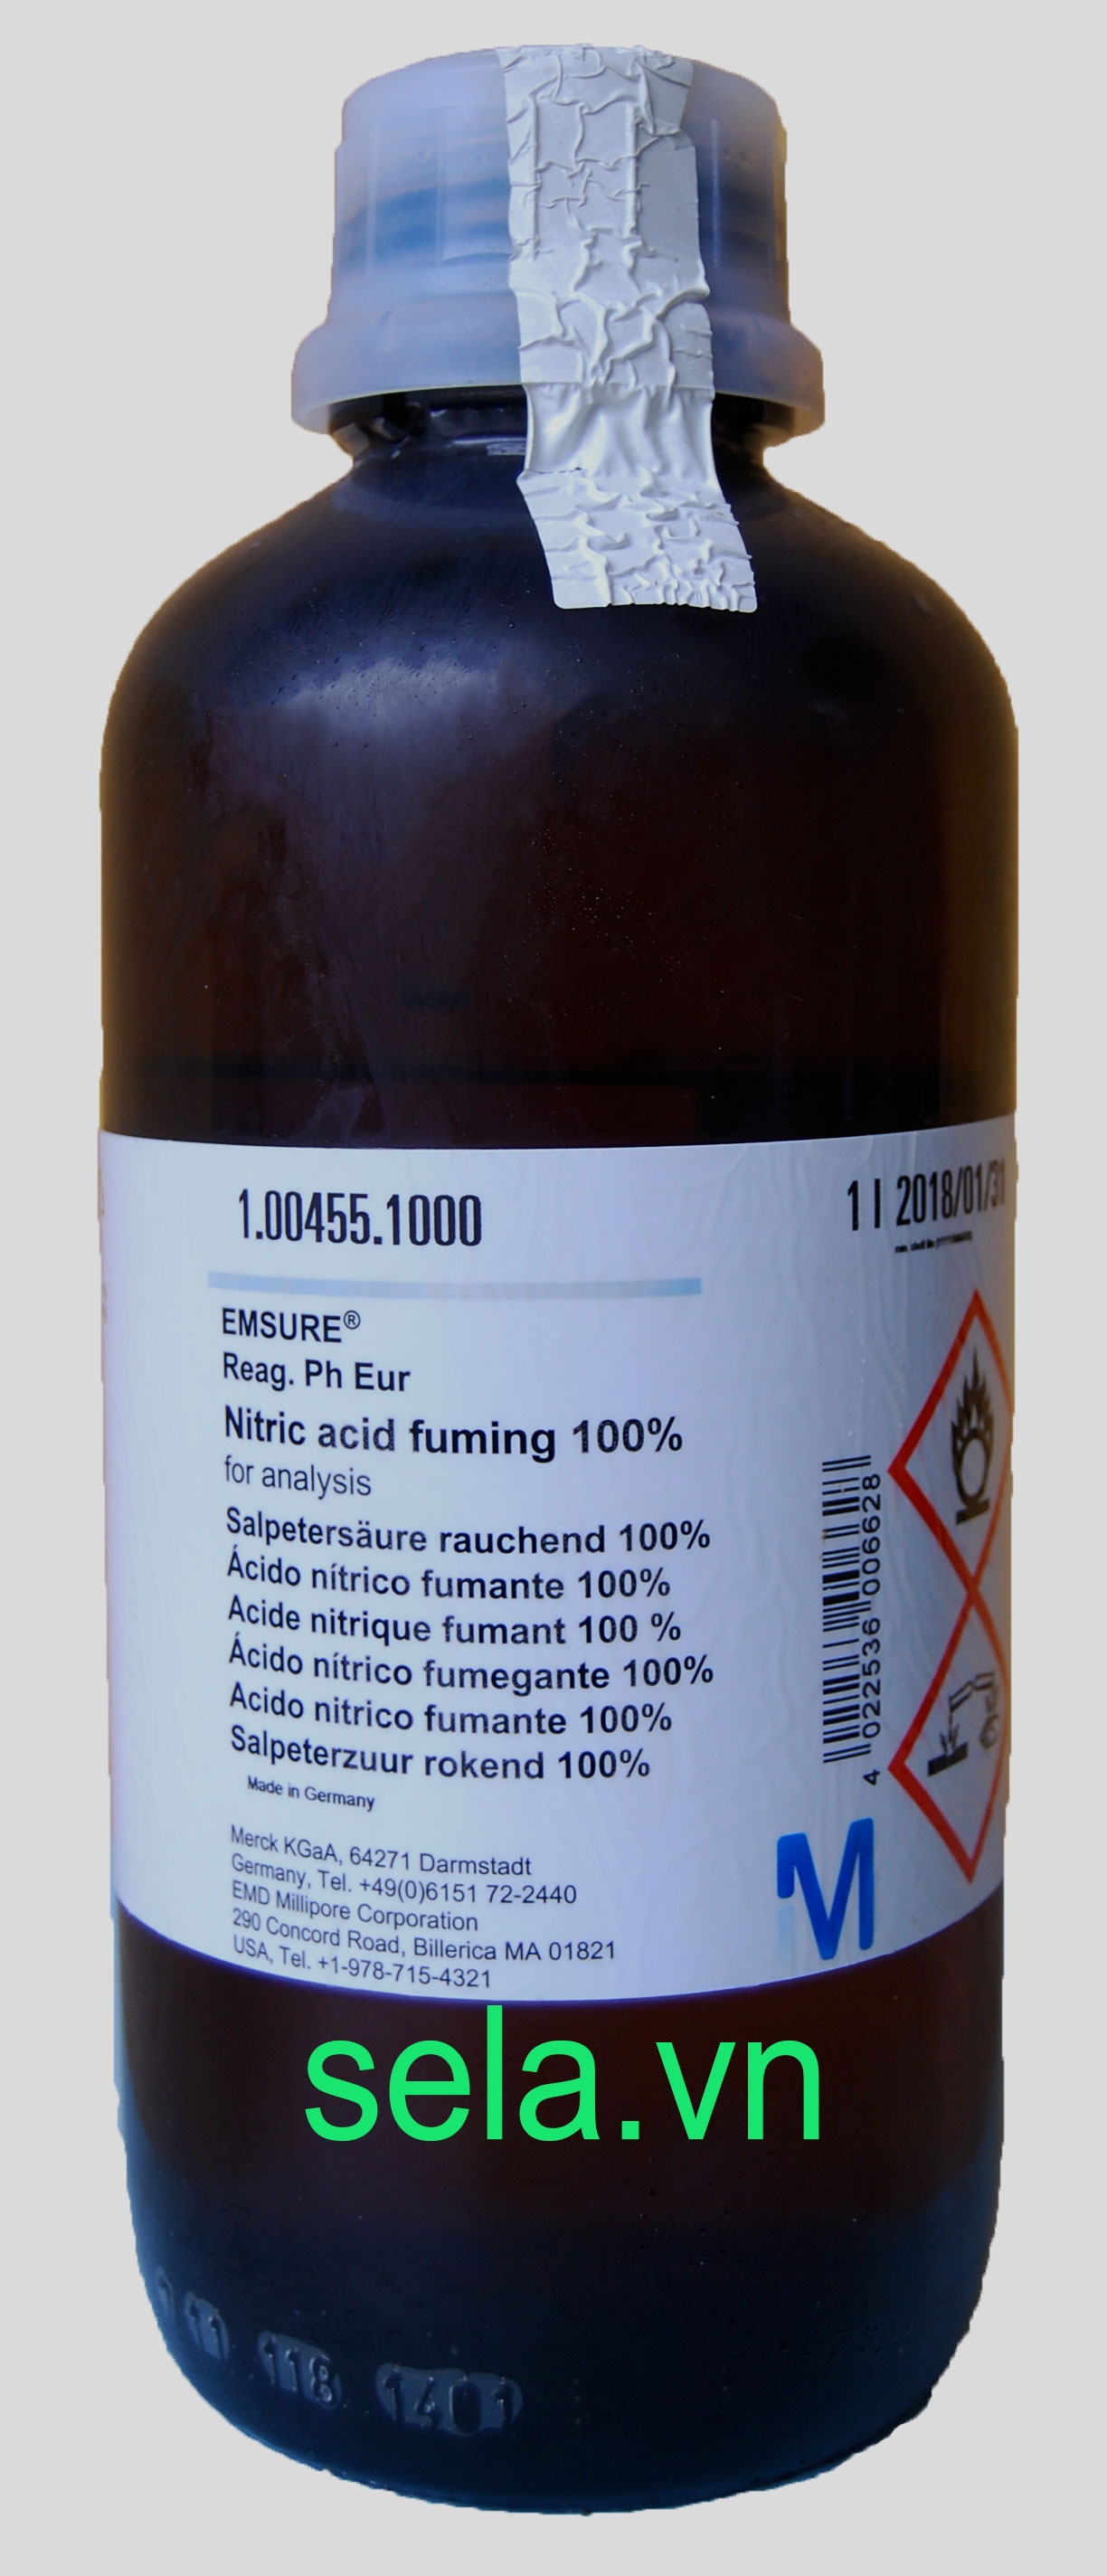 1.00455.1000
1 l 2018/01/31
EMSURE®
Reag. Ph Eur
Nitric acid fuming 100%
for analysis
Salpetersäure rauchend 100%
Ácido nítrico fumante 100%
Acide nitrique fumant 100 %
Ácido nítrico fumegante 100%
Acido nitrico fumante 100%
Salpeterzuur rokend 100%
Made in Germany
Merck KGaA, 64271 Darmstadt
Germany, Tel. +49(0)6151 72-2440
EMD Millipore Corporation
290 Concord Road, Billerica MA 01821
USA, Tel. +1-978-715-4321
4 022536 006628
M
sela.vn
118
1401